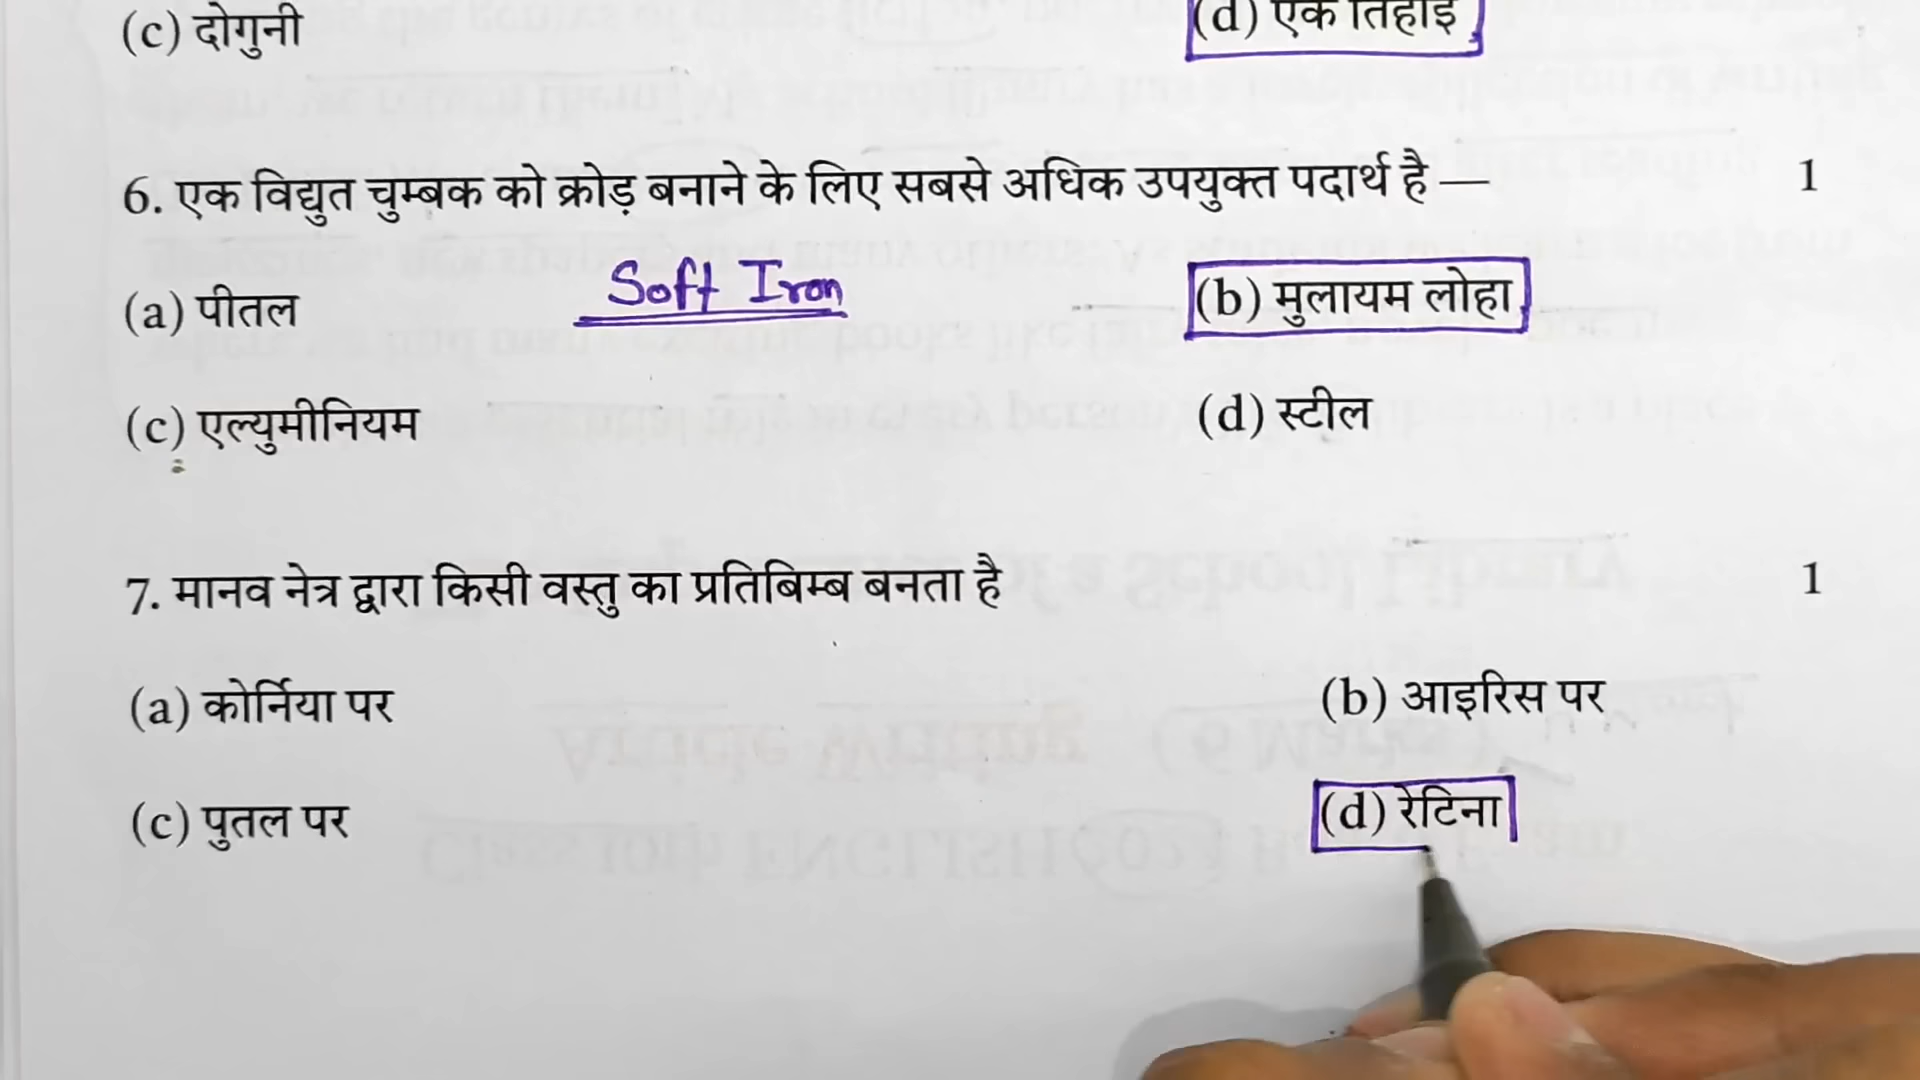 (c) दोगुनी
(d) एक तिहाई
6. एक विद्युत चुम्बक को क्रोड़ बनाने के लिए सबसे अधिक उपयुक्त पदार्थ है — 1
(a) पीतल
Soft Iron
(b) मुलायम लोहा
(c) एल्युमीनियम
(d) स्टील
7. मानव नेत्र द्वारा किसी वस्तु का प्रतिबिम्ब बनता है 1
(a) कोर्निया पर
(b) आइरिस पर
(c) पुतल पर
(d) रेटिना